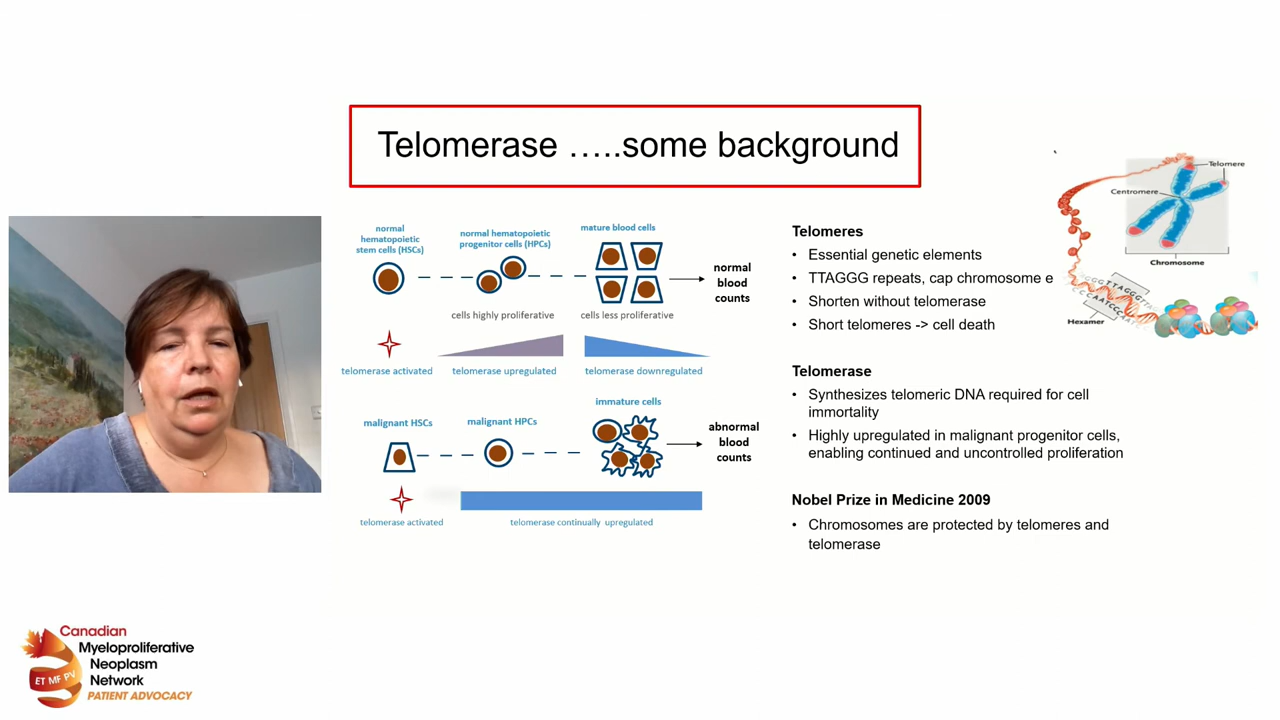 Telomerase …..some background
normal
hematopoietic
stem cells (HSCs)
normal hematopoietic
progenitor cells (HPCs)
mature blood cells
normal
blood
counts
cells highly proliferative
cells less proliferative
telomerase activated
telomerase upregulated
telomerase downregulated
malignant HSCs
malignant HPCs
immature cells
abnormal
blood
counts
telomerase activated
telomerase continually upregulated
Telomeres
• Essential genetic elements
• TTAGGG repeats, cap chromosome e
• Shorten without telomerase
• Short telomeres -> cell death
Telomerase
• Synthesizes telomeric DNA required for cell
immortality
• Highly upregulated in malignant progenitor cells,
enabling continued and uncontrolled proliferation
Nobel Prize in Medicine 2009
• Chromosomes are protected by telomeres and
telomerase
Telomere
Centromere
Chromosome
Hexamer
Canadian
Myeloproliferative
Neoplasm
Network
PATIENT ADVOCACY
ET MF PV